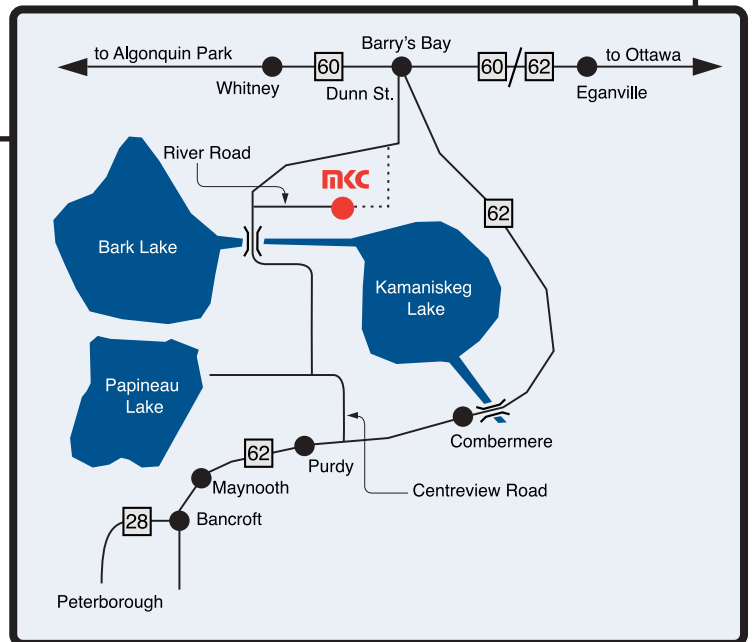 Barry's Bay
to Algonquin Park
to Ottawa
60
60
62
Whitney
Dunn St.
Eganville
River Road
MKC
62
Bark Lake
Kamaniskeg
Lake
Papineau
Lake
Combermere
62
Purdy
Maynooth
Centreview Road
28
Bancroft
Peterborough